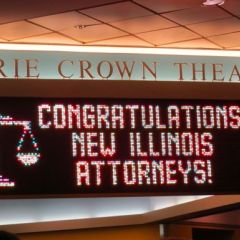 RIE CROWN THEA
CONGRATULATIONS
NEW ILLINOIS
ATTORNEYS!